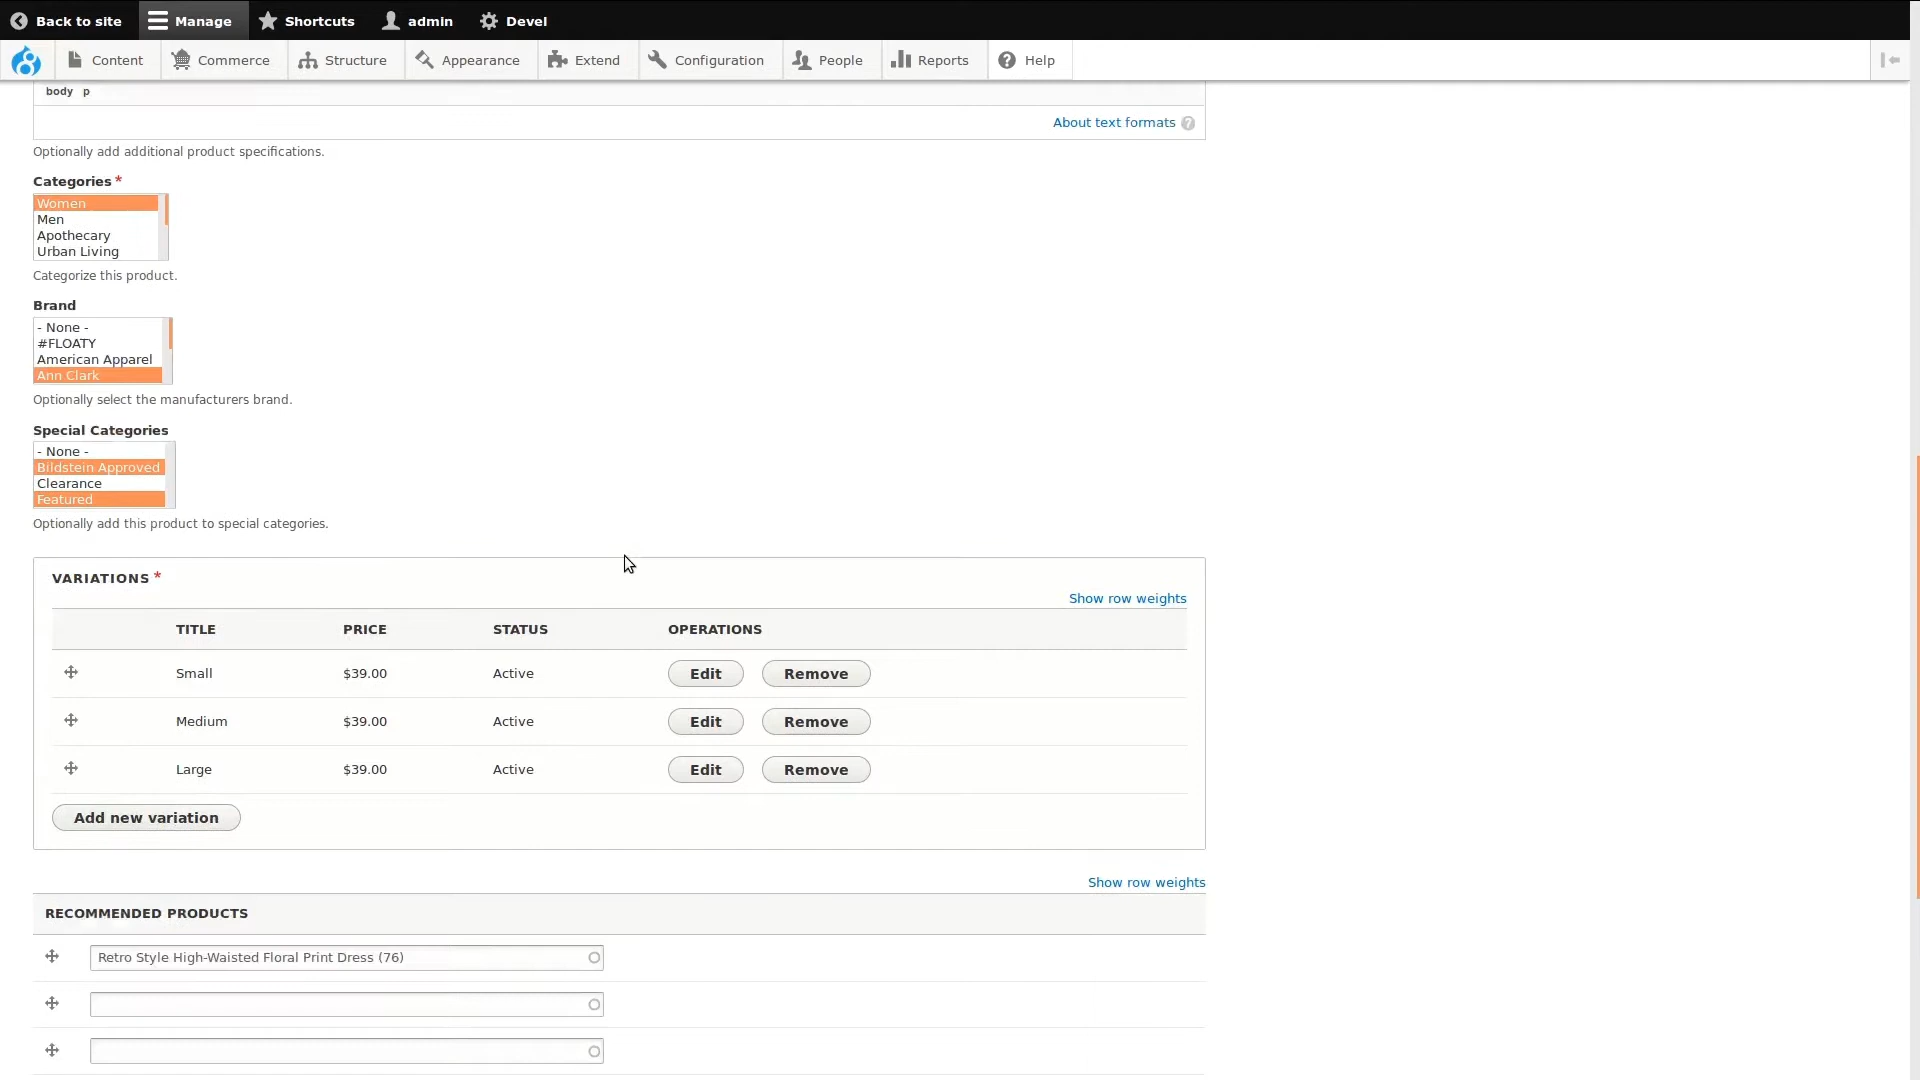 Back to site Manage Shortcuts admin Devel
Content Commerce Structure Appearance Extend Configuration People Reports Help
body p
About text formats ?
Optionally add additional product specifications.
Categories *
Women
Men
Apothecary
Urban Living
Categorize this product.
Brand
- None -
#FLOATY
American Apparel
Ann Clark
Optionally select the manufacturers brand.
Special Categories
- None -
Bildstein Approved
Clearance
Featured
Optionally add this product to special categories.
VARIATIONS *
Show row weights
TITLE PRICE STATUS OPERATIONS
Small $39.00 Active Edit Remove
Medium $39.00 Active Edit Remove
Large $39.00 Active Edit Remove
Add new variation
Show row weights
RECOMMENDED PRODUCTS
Retro Style High-Waisted Floral Print Dress (76)